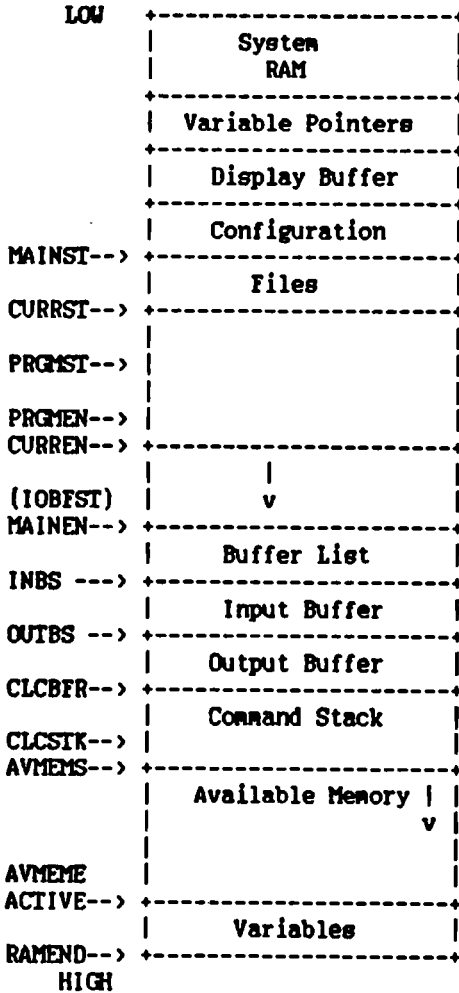 LOW +-----------------------+
| System |
| RAM |
+-----------------------+
| Variable Pointers |
+-----------------------+
| Display Buffer |
+-----------------------+
| Configuration |
MAINST--> +-----------------------+
| Files |
CURRST--> +-----------------------+
| |
PRGMST--> | |
| |
PRGMEN--> | |
CURREN--> +-----------------------+
| | |
(IOBFST) | v |
MAINEN--> +-----------------------+
| Buffer List |
INBS ---> +-----------------------+
| Input Buffer |
OUTBS --> +-----------------------+
| Output Buffer |
CLCBFR--> +-----------------------+
| Command Stack |
CLCSTK--> | |
AVMEMS--> +-----------------------+
| Available Memory | |
| v |
| |
AVMEME | |
ACTIVE--> +-----------------------+
| Variables |
RAMEND--> +-----------------------+
HIGH